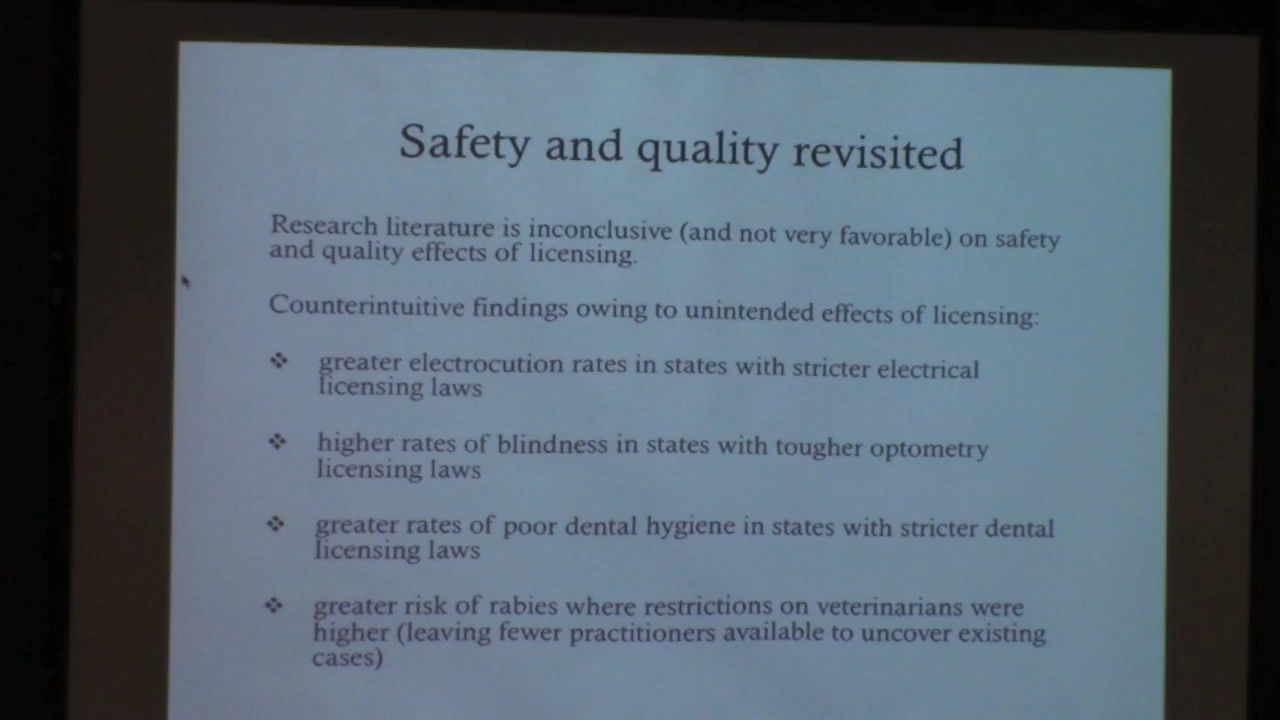 Safety and quality revisited
Research literature is inconclusive (and not very favorable) on safety
and quality effects of licensing.
Counterintuitive findings owing to unintended effects of licensing:
❖ greater electrocution rates in states with stricter electrical
licensing laws
❖ higher rates of blindness in states with tougher optometry
licensing laws
❖ greater rates of poor dental hygiene in states with stricter dental
licensing laws
❖ greater risk of rabies where restrictions on veterinarians were
higher (leaving fewer practitioners available to uncover existing
cases)